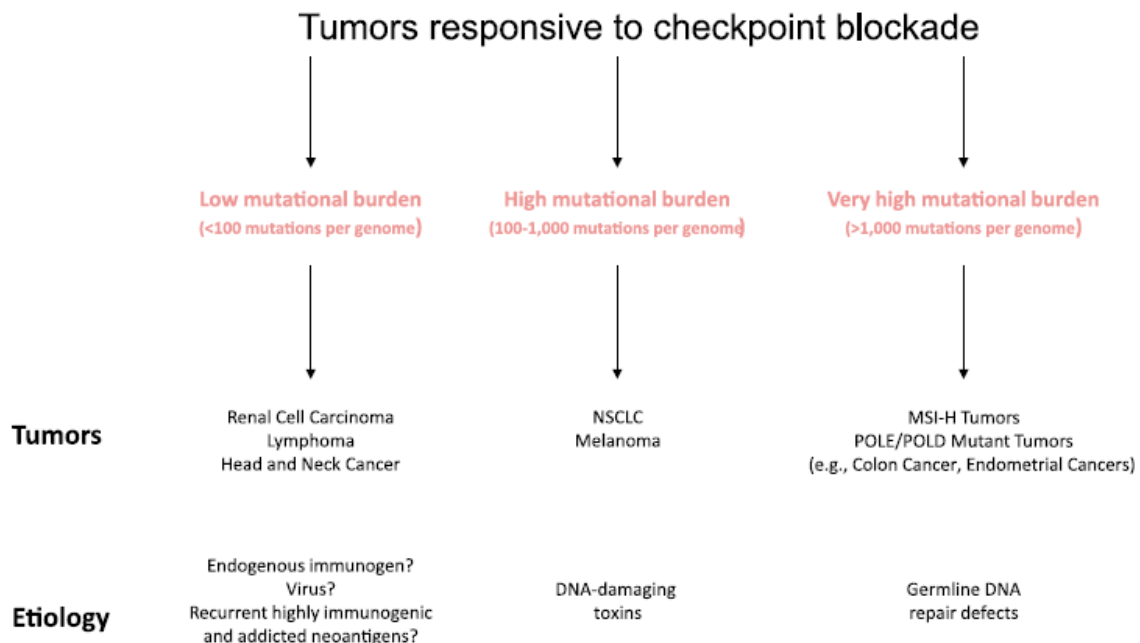 Tumors responsive to checkpoint blockade
Low mutational burden
(<100 mutations per genome)
High mutational burden
(100-1,000 mutations per genome)
Very high mutational burden
(>1,000 mutations per genome)
Tumors
Renal Cell Carcinoma
Lymphoma
Head and Neck Cancer
NSCLC
Melanoma
MSI-H Tumors
POLE/POLD Mutant Tumors
(e.g., Colon Cancer, Endometrial Cancers)
Etiology
Endogenous immunogen?
Virus?
Recurrent highly immunogenic
and addicted neoantigens?
DNA-damaging
toxins
Germline DNA
repair defects